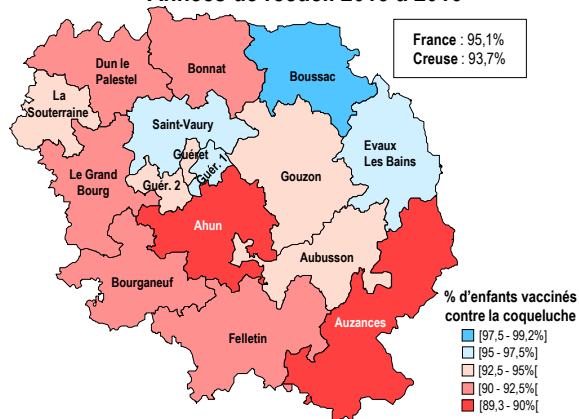 France : 95,1%
Creuse : 93,7%
Dun le
Palestel
Bonnat
Boussac
La
Souterraine
Saint-Vaury
Evaux
Les Bains
Guéret
Guér. 1
Le Grand
Bourg
Guér. 2
Gouzon
Ahun
Aubusson
Bourganeuf
% d'enfants vaccinés
contre la coqueluche
Auzances
Felletin
[97,5 - 99,2%]
[95 - 97,5%[
[92,5 - 95%[
[90 - 92,5%[
[89,3 - 90%[